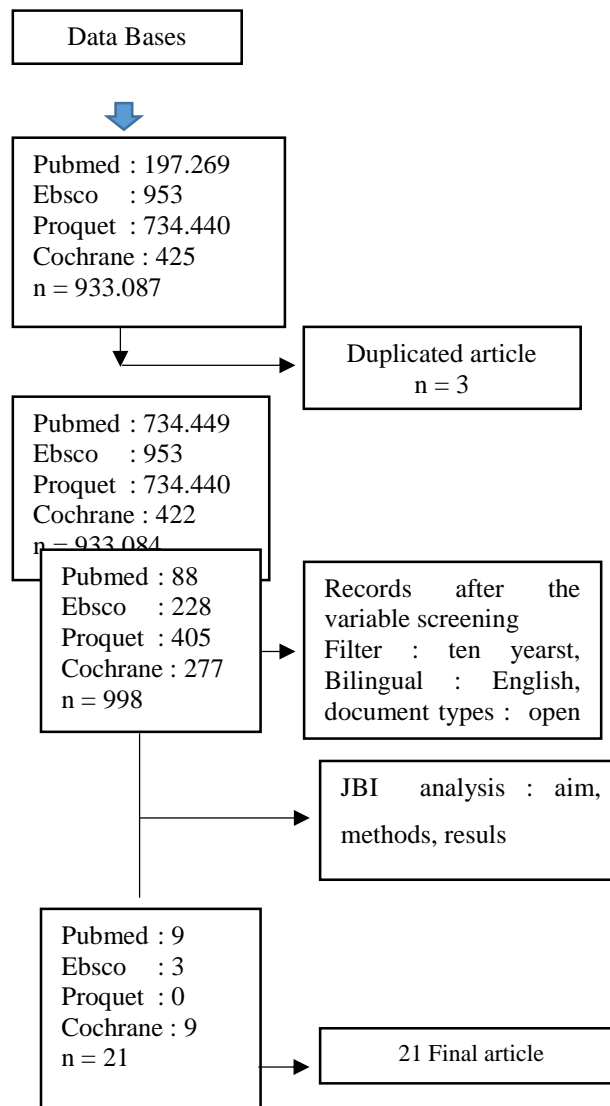 Data Bases
Pubmed : 197.269
Ebsco : 953
Proquet : 734.440
Cochrane : 425
n = 933.087
Duplicated article
n = 3
Pubmed : 734.449
Ebsco : 953
Proquet : 734.440
Cochrane : 422
n = 933.084
Pubmed : 88
Ebsco : 228
Proquet : 405
Cochrane : 277
n = 998
Records after the
variable screening
Filter : ten yearst,
Bilingual : English,
document types : open
JBI analysis : aim,
methods, resuls
Pubmed : 9
Ebsco : 3
Proquet : 0
Cochrane : 9
n = 21
21 Final article